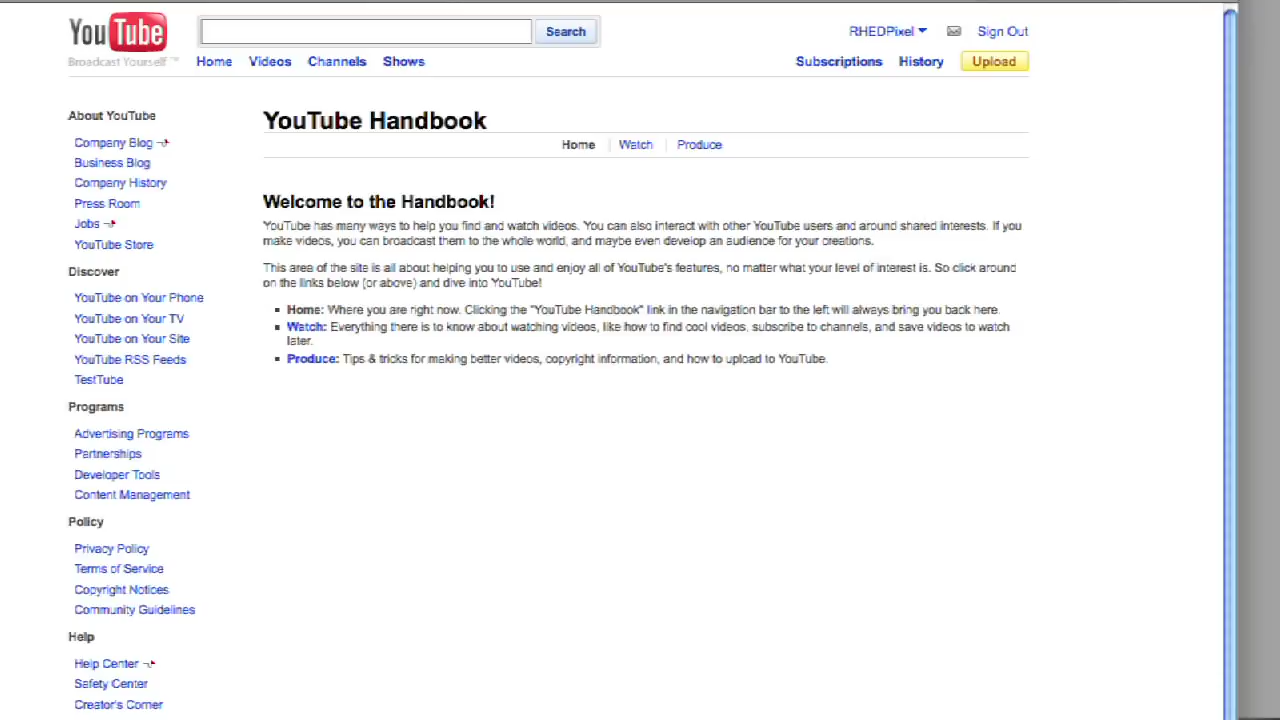 YouTube
Broadcast Yourself ™
Search
RHEDPixel
Sign Out
Home Videos Channels Shows
Subscriptions History Upload
About YouTube
Company Blog
Business Blog
Company History
Press Room
Jobs
YouTube Store
Discover
YouTube on Your Phone
YouTube on Your TV
YouTube on Your Site
YouTube RSS Feeds
TestTube
Programs
Advertising Programs
Partnerships
Developer Tools
Content Management
Policy
Privacy Policy
Terms of Service
Copyright Notices
Community Guidelines
Help
Help Center
Safety Center
Creator's Corner
YouTube Handbook
Home Watch Produce
Welcome to the Handbook!
YouTube has many ways to help you find and watch videos. You can also interact with other YouTube users and around shared interests. If you
make videos, you can broadcast them to the whole world, and maybe even develop an audience for your creations.
This area of the site is all about helping you to use and enjoy all of YouTube's features, no matter what your level of interest is. So click around
on the links below (or above) and dive into YouTube!
Home: Where you are right now. Clicking the "YouTube Handbook" link in the navigation bar to the left will always bring you back here.
Watch: Everything there is to know about watching videos, like how to find cool videos, subscribe to channels, and save videos to watch
later.
Produce: Tips & tricks for making better videos, copyright information, and how to upload to YouTube.